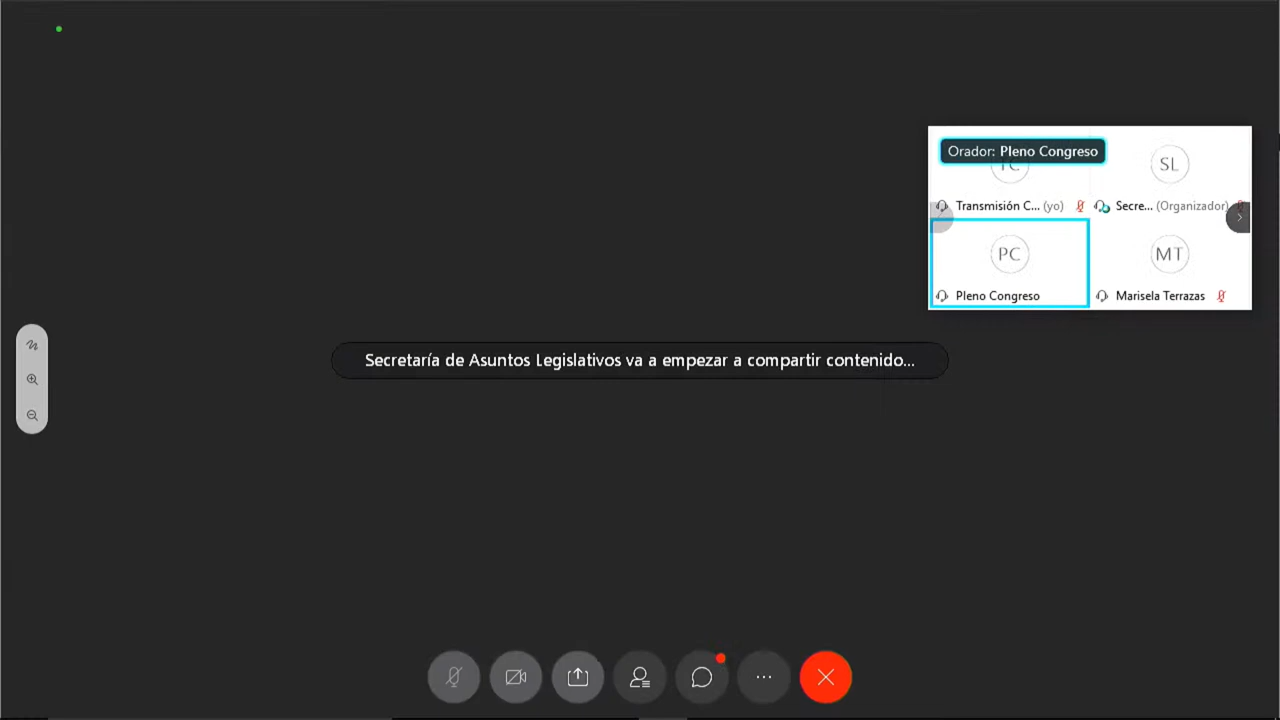 Orador: Pleno Congreso
TC
SL
Transmisión C... (yo)
Secre... (Organizador)
PC
MT
Pleno Congreso
Marisela Terrazas
Secretaría de Asuntos Legislativos va a empezar a compartir contenido...